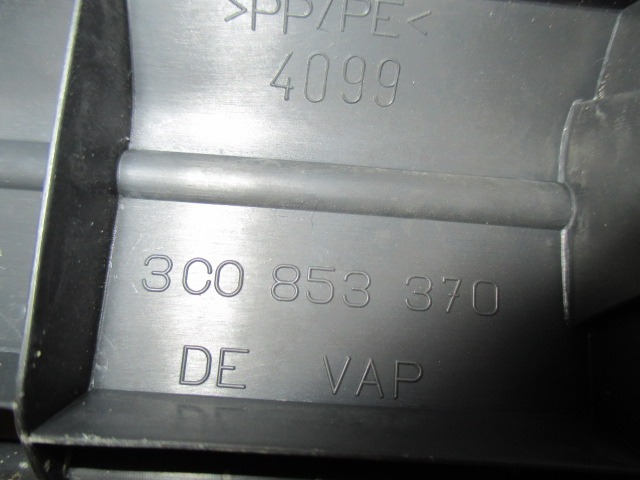 >PP/PE<
4099
3C0 853 370
DE VAP